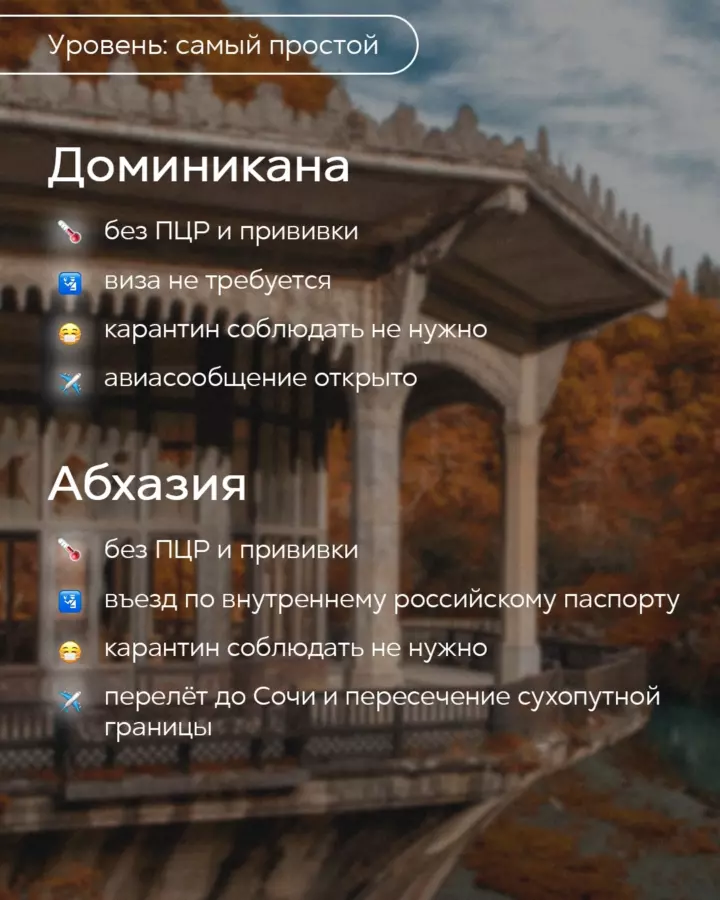 Уровень: самый простой
Доминикана
без ПЦР и прививки
виза не требуется
карантин соблюдать не нужно
авиасообщение открыто
Абхазия
без ПЦР и прививки
въезд по внутреннему российскому паспорту
карантин соблюдать не нужно
перелёт до Сочи и пересечение сухопутной
границы